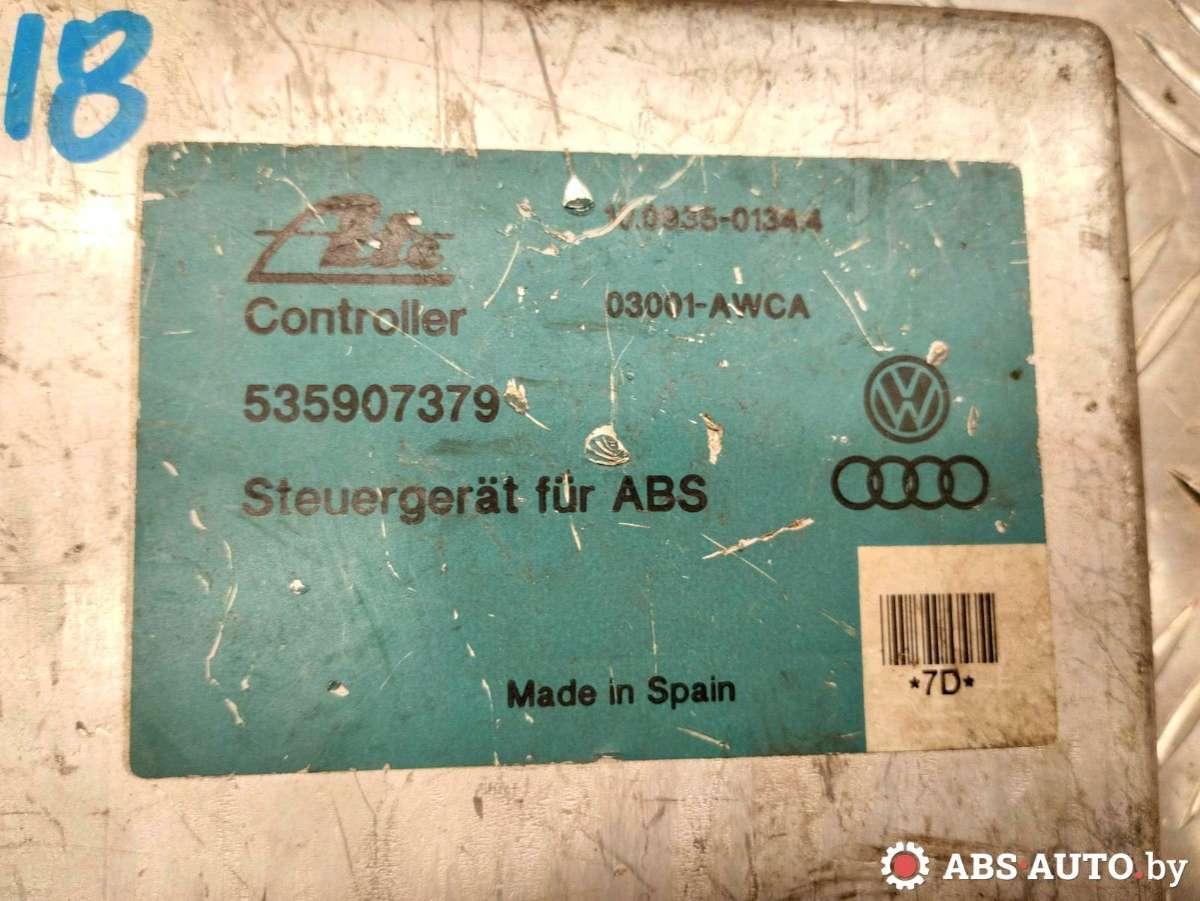 18
Ate
10.0935-0134.4
Controller
03001-AWCA
535907379
Steuergerät für ABS
Made in Spain
*7D*
ABS-AUTO.by